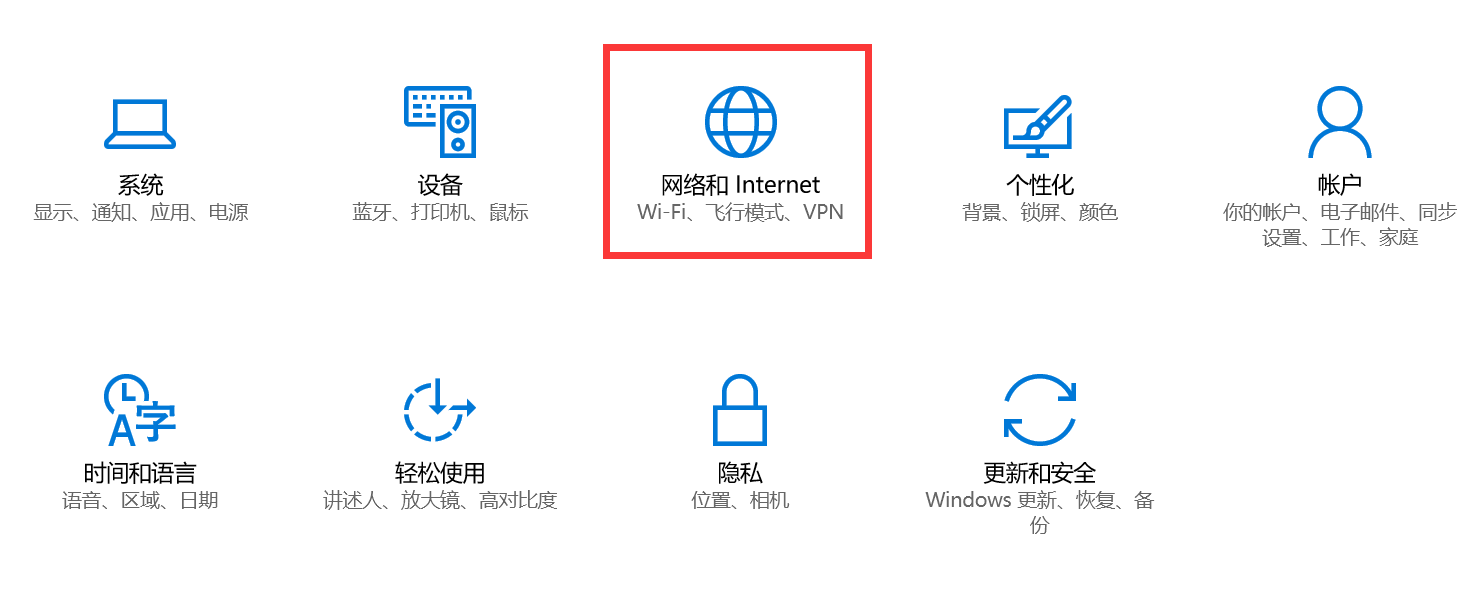 系统
显示、通知、应用、电源
设备
蓝牙、打印机、鼠标
网络和 Internet
Wi-Fi、飞行模式、VPN
个性化
背景、锁屏、颜色
帐户
你的帐户、电子邮件、同步
设置、工作、家庭
A字
时间和语言
语音、区域、日期
轻松使用
讲述人、放大镜、高对比度
隐私
位置、相机
更新和安全
Windows 更新、恢复、备
份